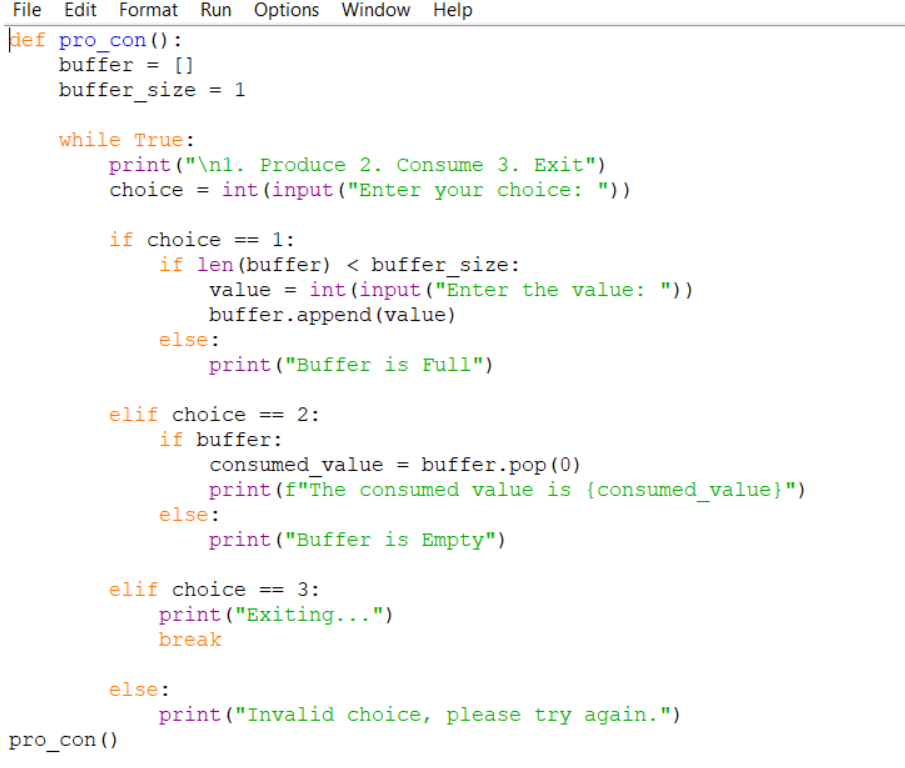 File Edit Format Run Options Window Help
def pro_con():
    buffer = []
    buffer_size = 1

    while True:
        print("\n1. Produce 2. Consume 3. Exit")
        choice = int(input("Enter your choice: "))

        if choice == 1:
            if len(buffer) < buffer_size:
                value = int(input("Enter the value: "))
                buffer.append(value)
            else:
                print("Buffer is Full")

        elif choice == 2:
            if buffer:
                consumed_value = buffer.pop(0)
                print(f"The consumed value is {consumed_value}")
            else:
                print("Buffer is Empty")

        elif choice == 3:
            print("Exiting...")
            break

        else:
            print("Invalid choice, please try again.")
pro_con()